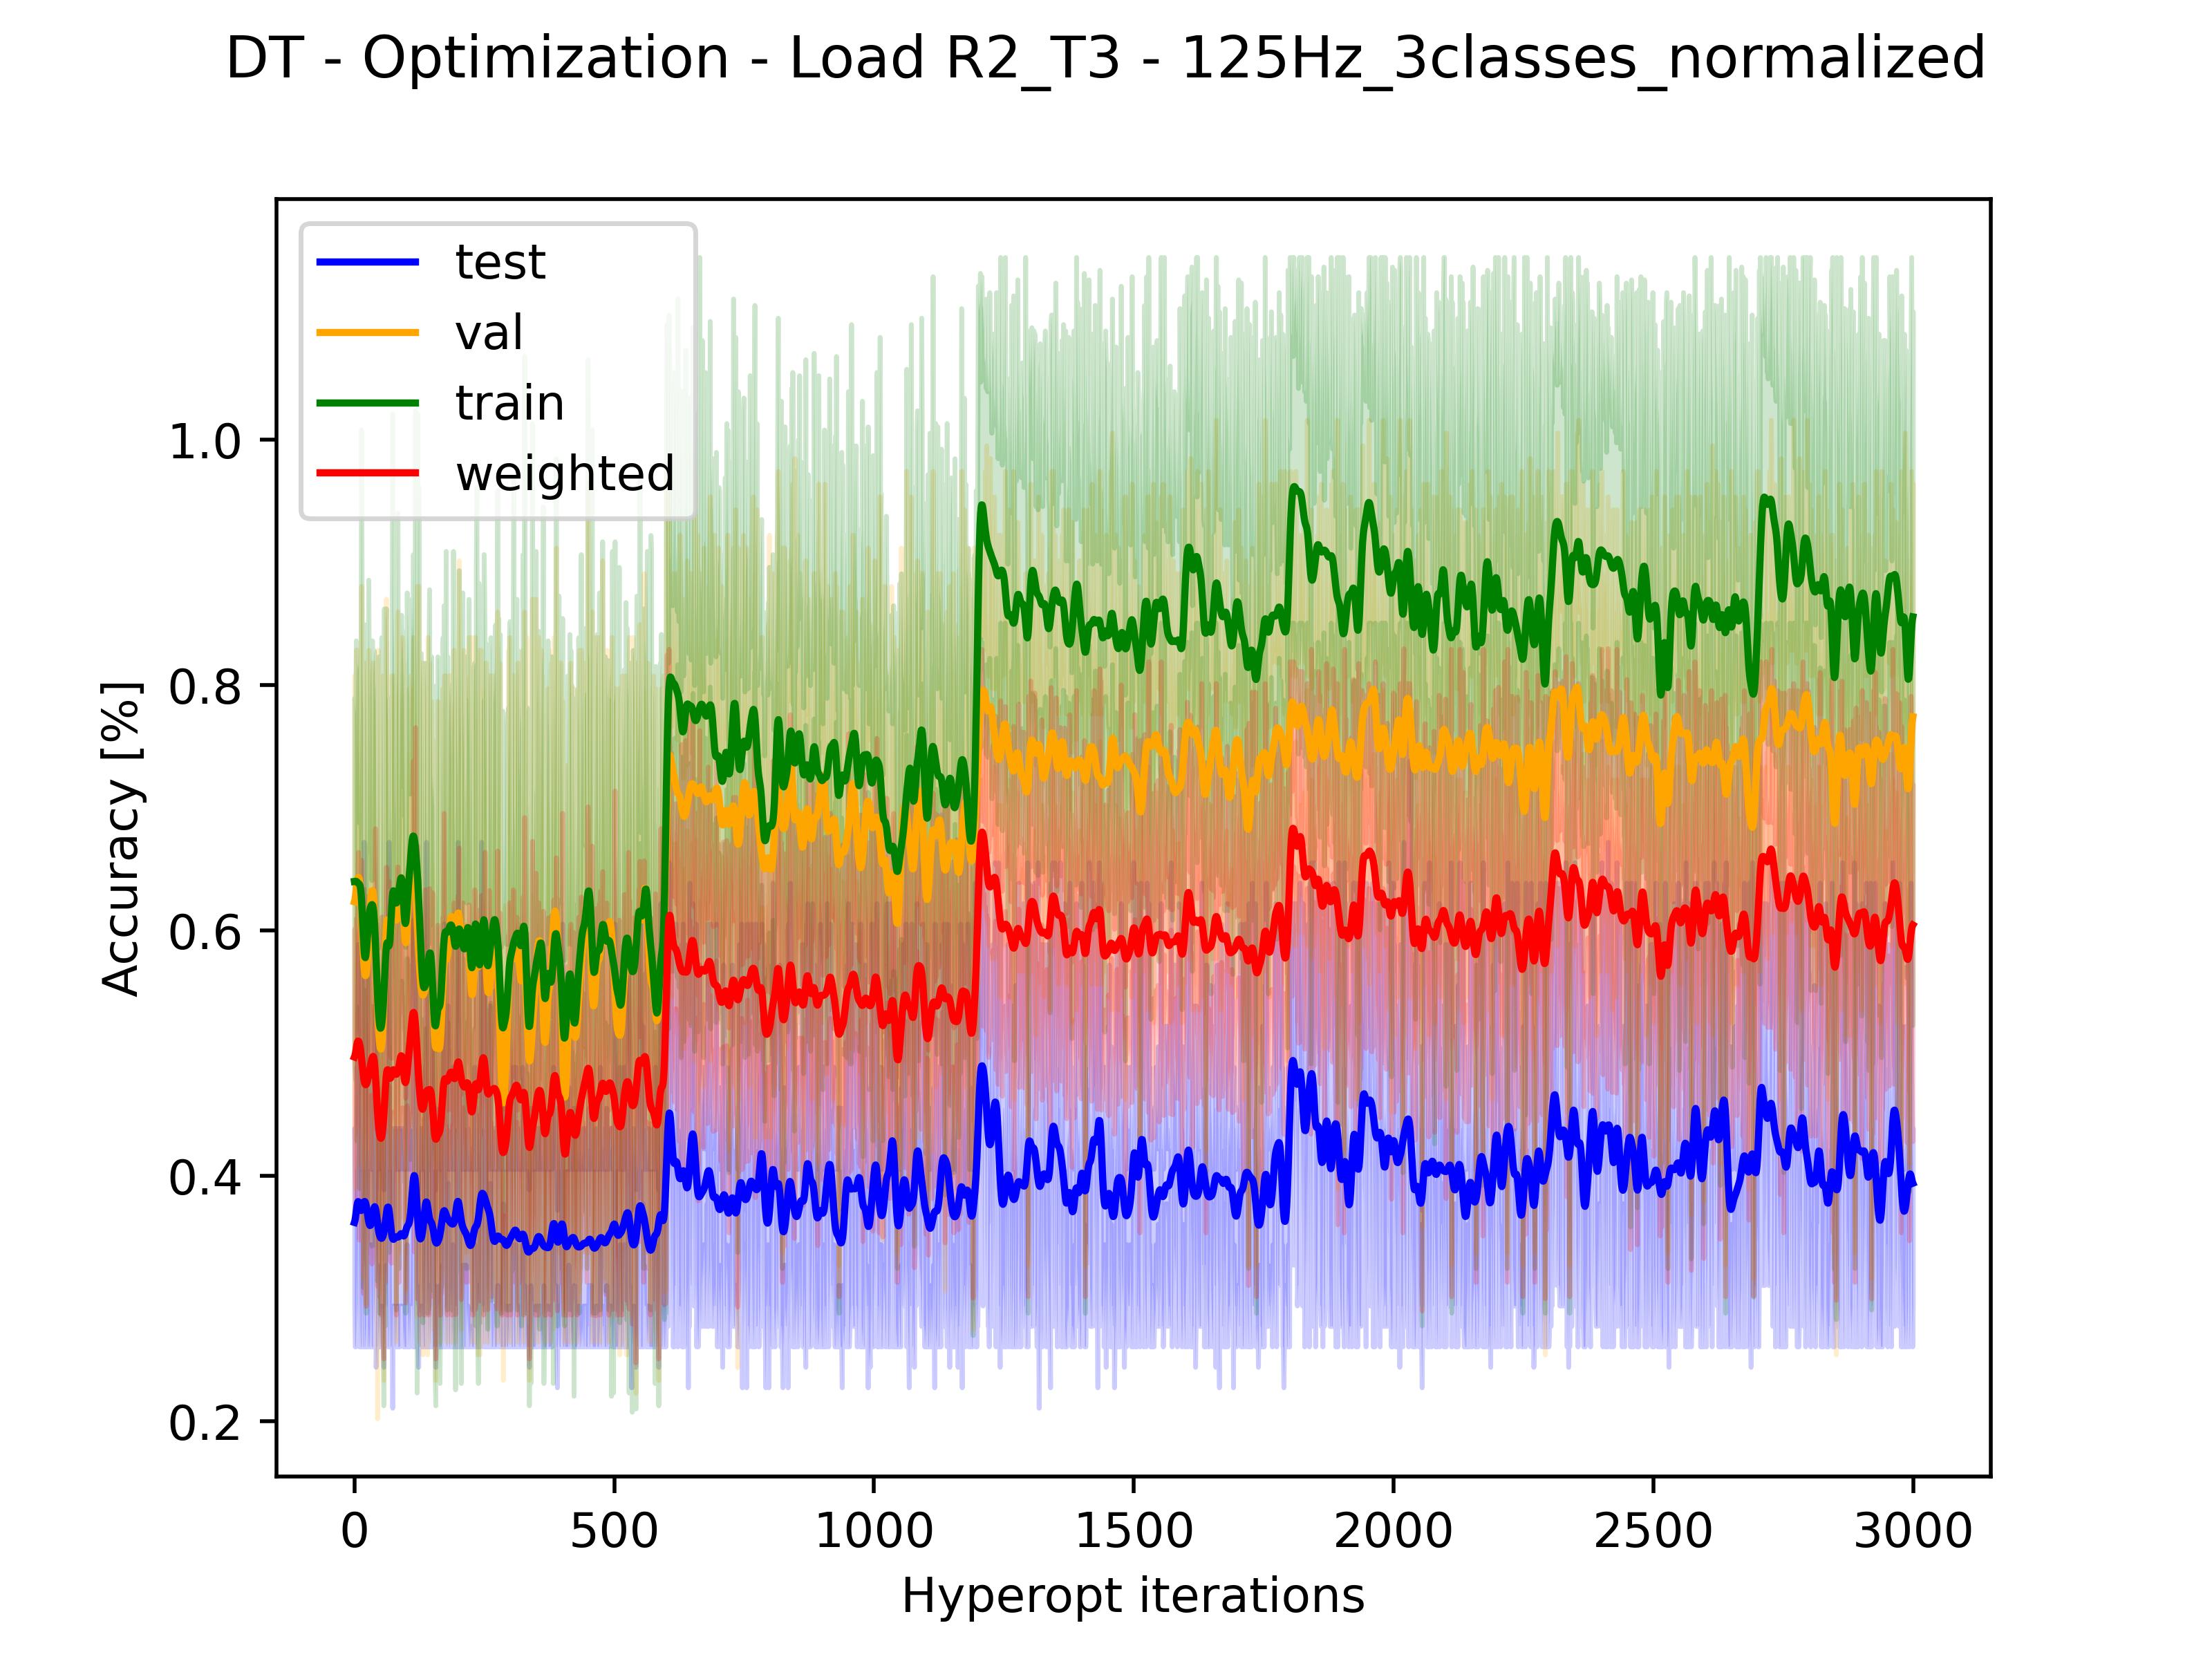 DT - Optimization - Load R2_T3 - 125Hz_3classes_normalized
test
val
train
weighted
Accuracy [%]
1.0
0.8
0.6
0.4
0.2
0 500 1000 1500 2000 2500 3000
Hyperopt iterations